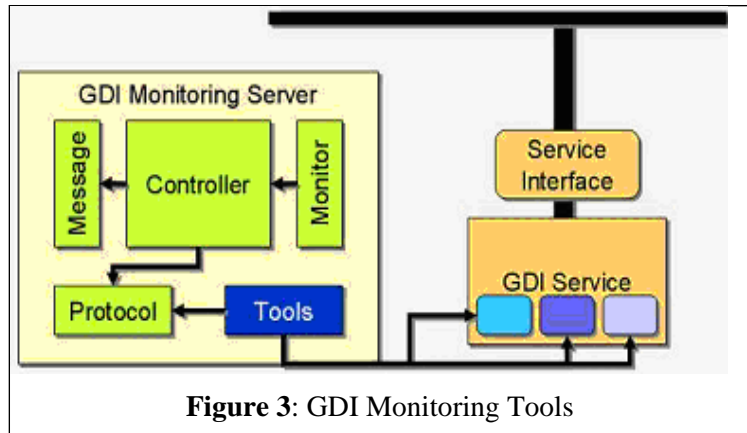 GDI Monitoring Server
Message
Controller
Monitor
Protocol
Tools
Service
Interface
GDI Service
Figure 3: GDI Monitoring Tools